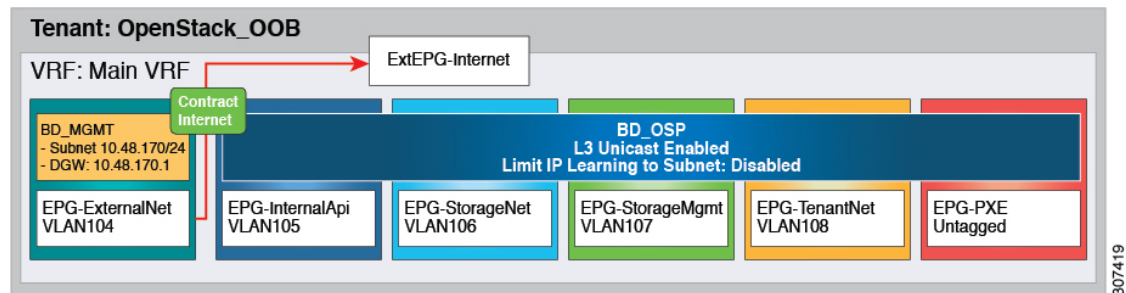 Tenant: OpenStack_OOB
ExtEPG-Internet
VRF: Main VRF
Contract
Internet
BD_MGMT
- Subnet 10.48.170/24
- DGW: 10.48.170.1
BD_OSP
L3 Unicast Enabled
Limit IP Learning to Subnet: Disabled
EPG-ExternalNet
VLAN104
EPG-InternalApi
VLAN105
EPG-StorageNet
VLAN106
EPG-StorageMgmt
VLAN107
EPG-TenantNet
VLAN108
EPG-PXE
Untagged
307419